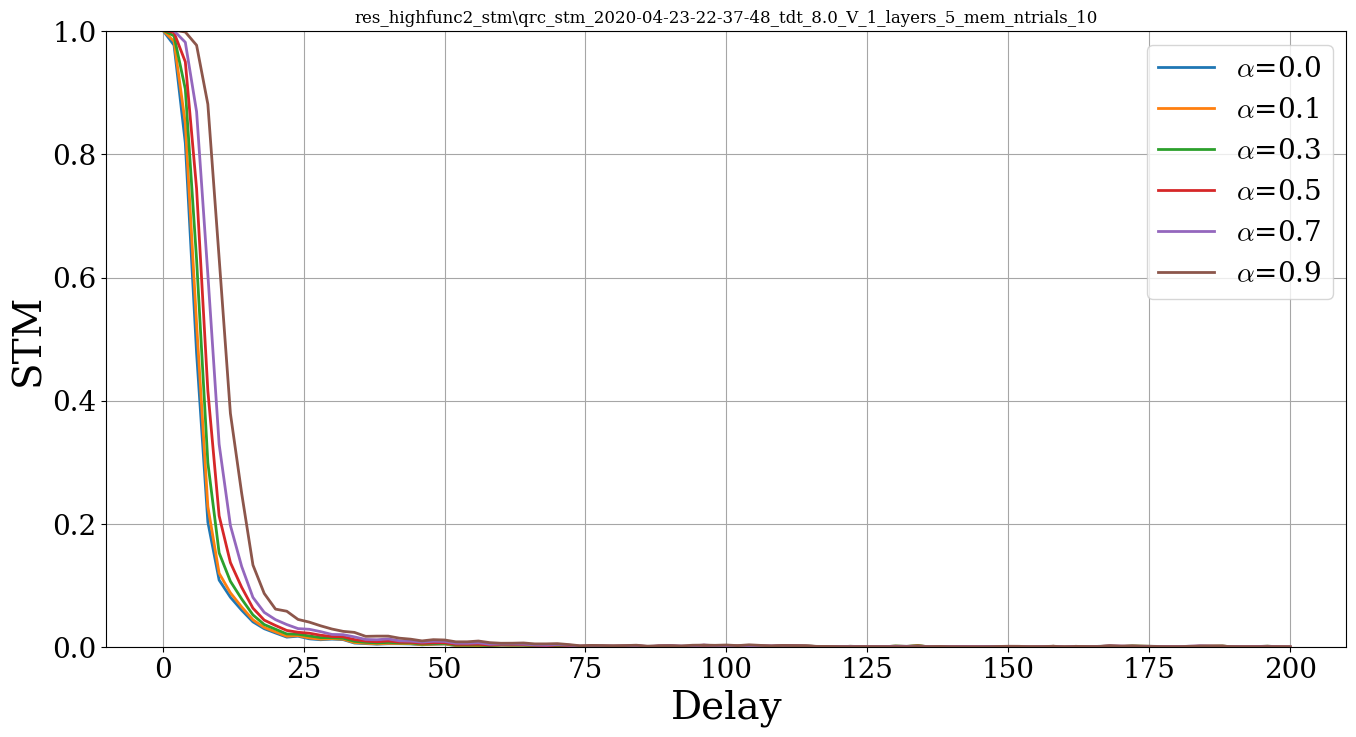 res_highfunc2_stm\qrc_stm_2020-04-23-22-37-48_tdt_8.0_V_1_layers_5_mem_ntrials_10
1.0
0.8
0.6
0.4
0.2
0.0
STM
α=0.0
α=0.1
α=0.3
α=0.5
α=0.7
α=0.9
0 25 50 75 100 125 150 175 200
Delay